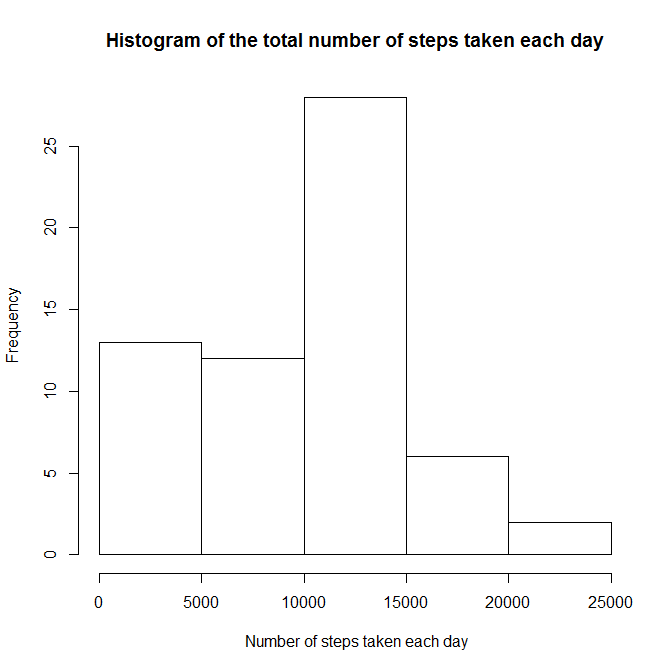 Histogram of the total number of steps taken each day
Frequency
25
20
15
10
5
0
0 5000 10000 15000 20000 25000
Number of steps taken each day